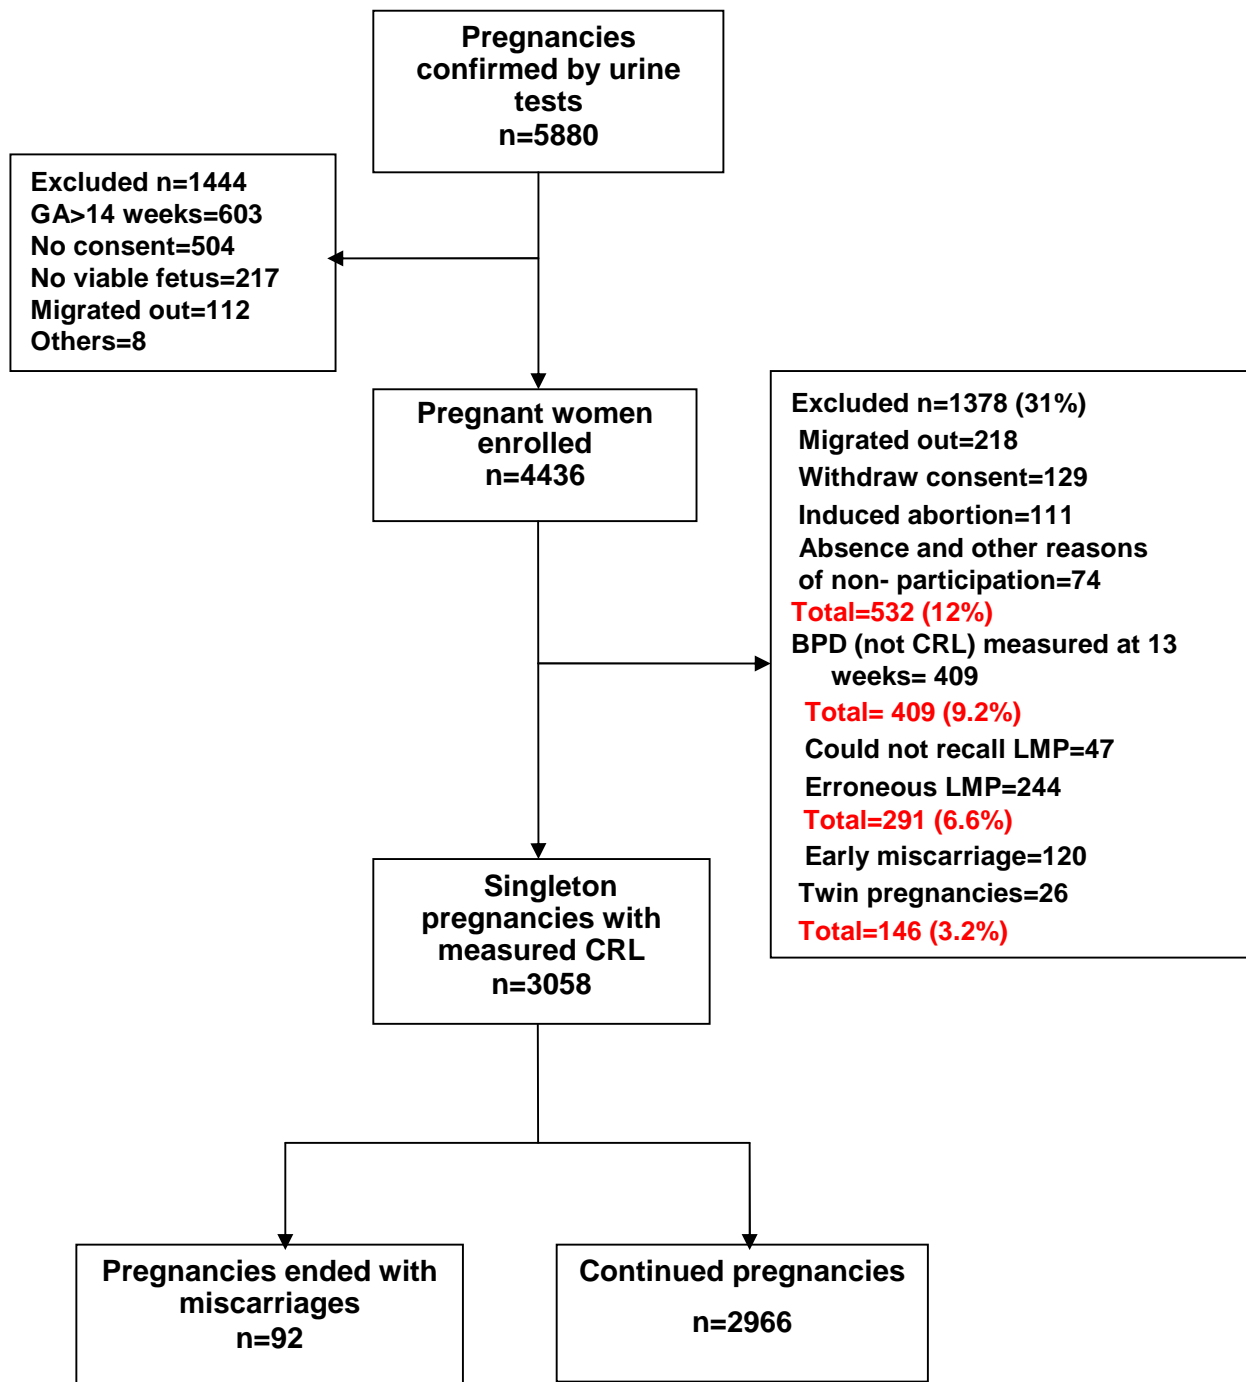 Pregnancies
confirmed by urine
tests
n=5880
Excluded n=1444
GA>14 weeks=603
No consent=504
No viable fetus=217
Migrated out=112
Others=8
Pregnant women
enrolled
n=4436
Excluded n=1378 (31%)
Migrated out=218
Withdraw consent=129
Induced abortion=111
Absence and other reasons
of non- participation=74
Total=532 (12%)
BPD (not CRL) measured at 13
weeks= 409
Total= 409 (9.2%)
Could not recall LMP=47
Erroneous LMP=244
Total=291 (6.6%)
Early miscarriage=120
Twin pregnancies=26
Total=146 (3.2%)
Singleton
pregnancies with
measured CRL
n=3058
Pregnancies ended with
miscarriages
n=92
Continued pregnancies
n=2966